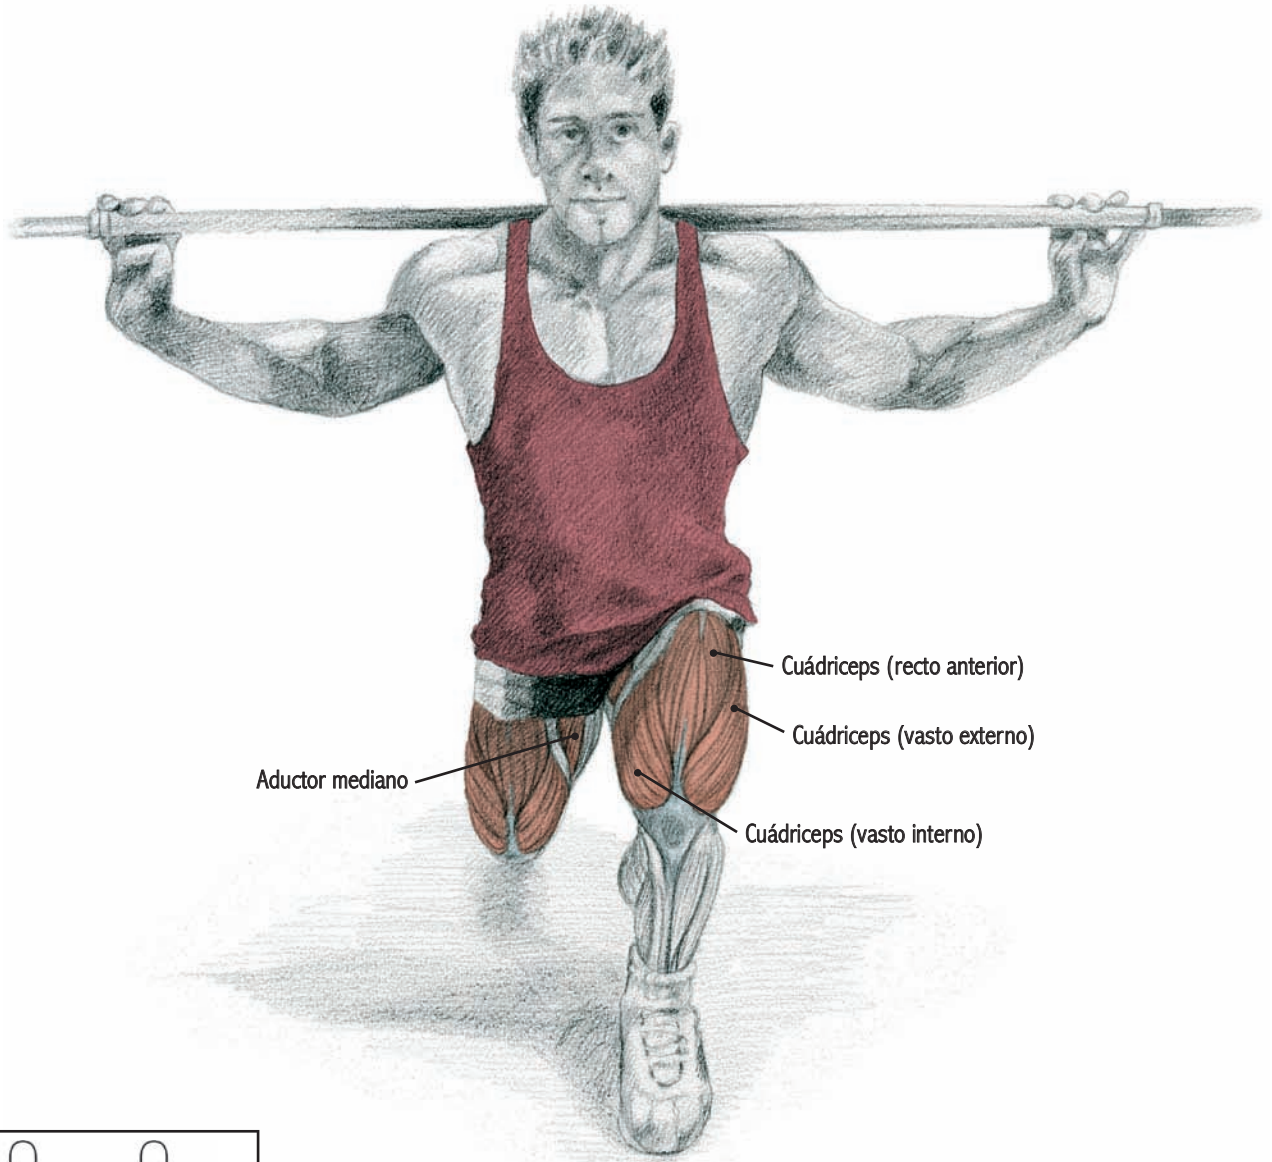 Cuádriceps (recto anterior)
Cuádriceps (vasto externo)
Aductor mediano
Cuádriceps (vasto interno)